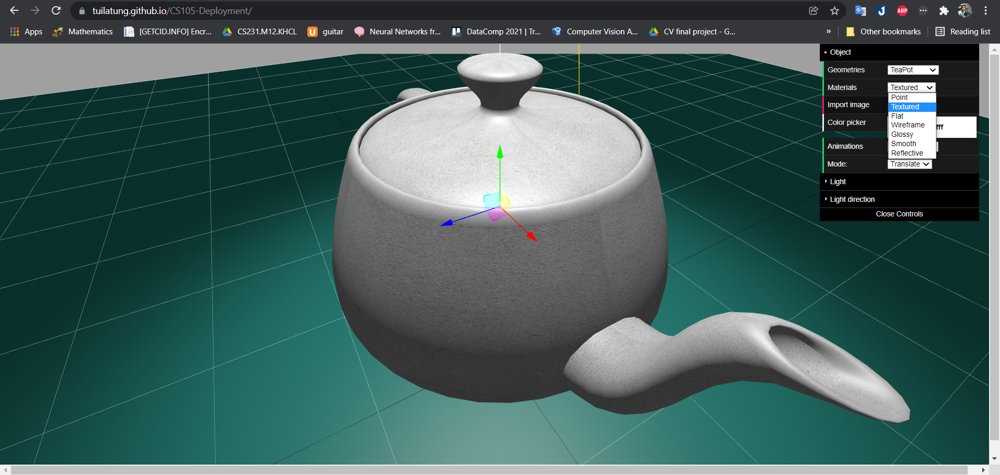 tuilatung.github.io/CS105-Deployment/
ABP
Apps Mathematics [GETCID.INFO] Encr... CS231.M12.KHCL guitar Neural Networks fr... DataComp 2021 | Tr... Computer Vision A... CV final project - G... » Other bookmarks Reading list
Object
Geometries TeaPot
Materials Textured
Point
Textured
Flat
Wireframe
Glossy
Smooth
Reflective
Import image
Color picker fff
Animations
Mode: Translate
Light
Light direction
Close Controls